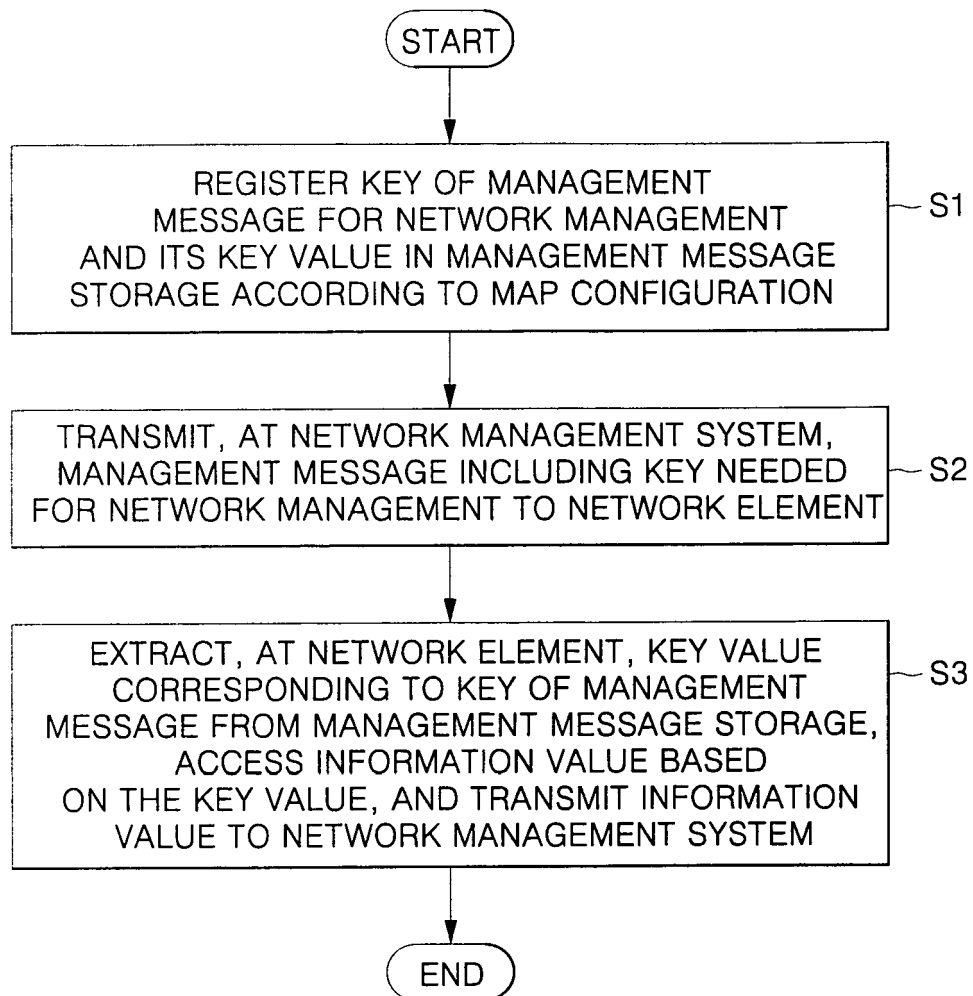 START
REGISTER KEY OF MANAGEMENT
MESSAGE FOR NETWORK MANAGEMENT
AND ITS KEY VALUE IN MANAGEMENT MESSAGE
STORAGE ACCORDING TO MAP CONFIGURATION
S1
TRANSMIT, AT NETWORK MANAGEMENT SYSTEM,
MANAGEMENT MESSAGE INCLUDING KEY NEEDED
FOR NETWORK MANAGEMENT TO NETWORK ELEMENT
S2
EXTRACT, AT NETWORK ELEMENT, KEY VALUE
CORRESPONDING TO KEY OF MANAGEMENT
MESSAGE FROM MANAGEMENT MESSAGE STORAGE,
ACCESS INFORMATION VALUE BASED
ON THE KEY VALUE, AND TRANSMIT INFORMATION
VALUE TO NETWORK MANAGEMENT SYSTEM
S3
END